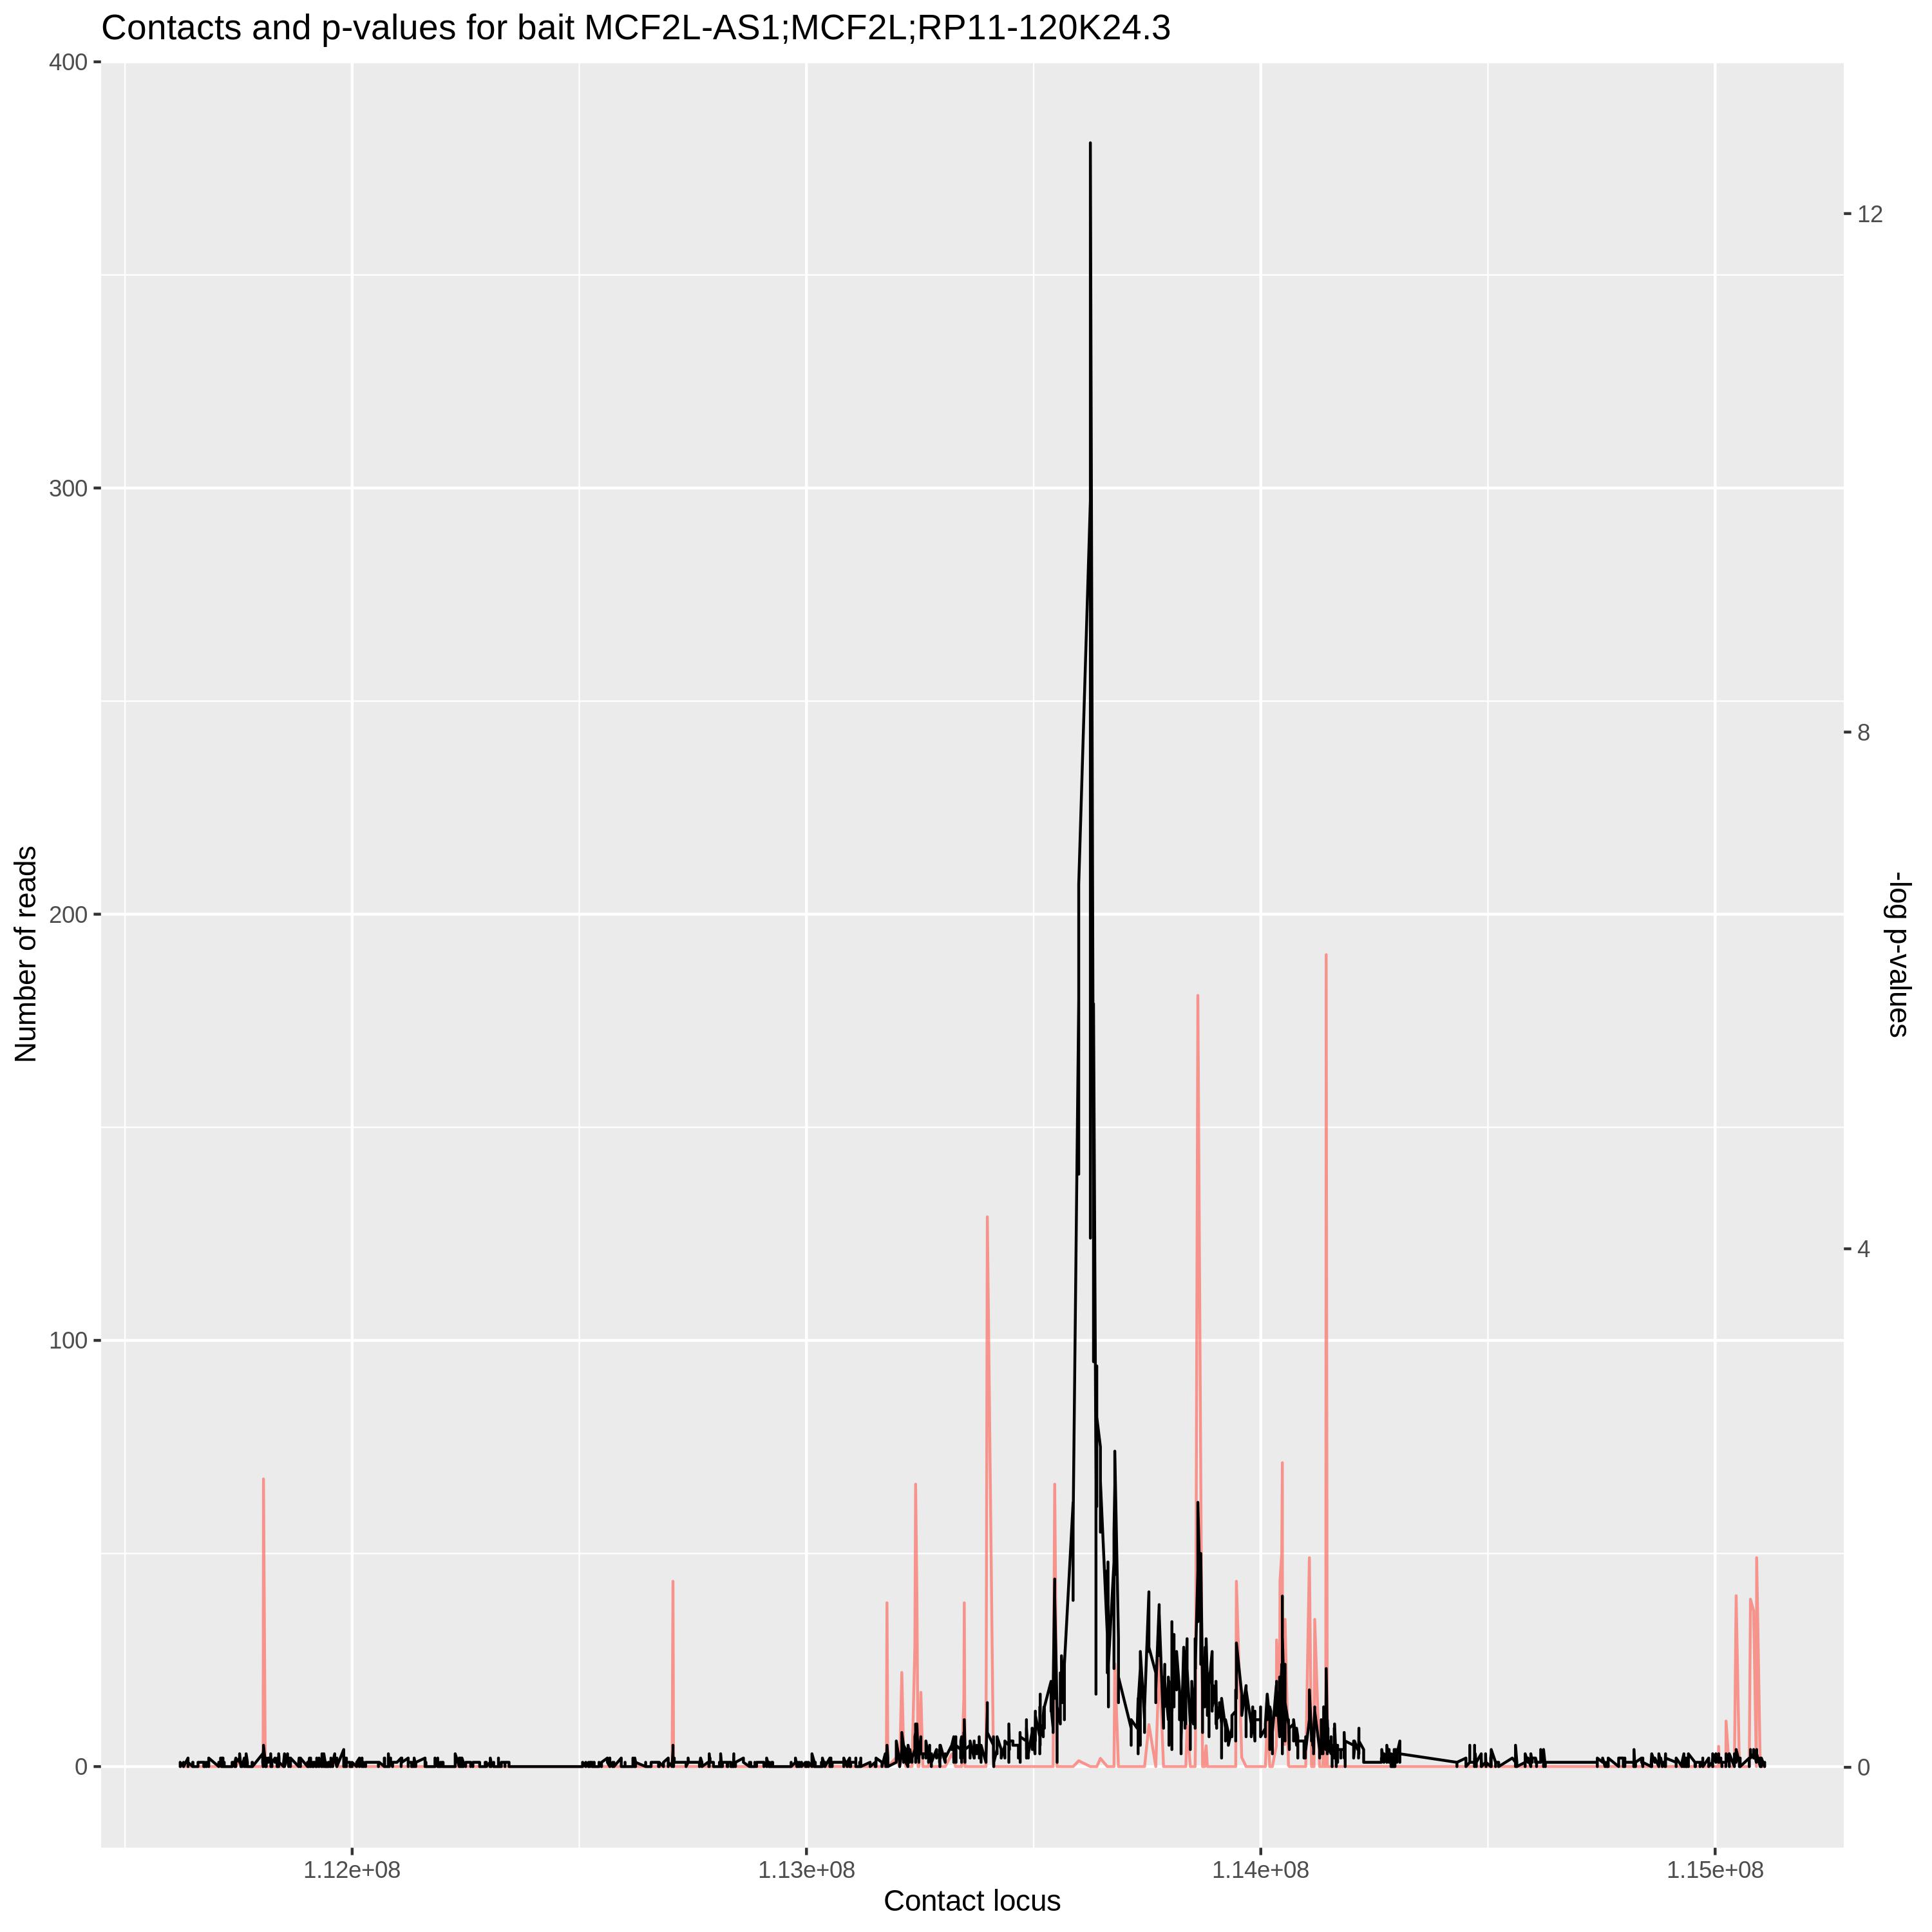 Contacts and p-values for bait MCF2L-AS1;MCF2L;RP11-120K24.3
400
300
200
100
0
12
8
4
0
Number of reads
-log p-values
1.12e+08
1.13e+08
1.14e+08
1.15e+08
Contact locus